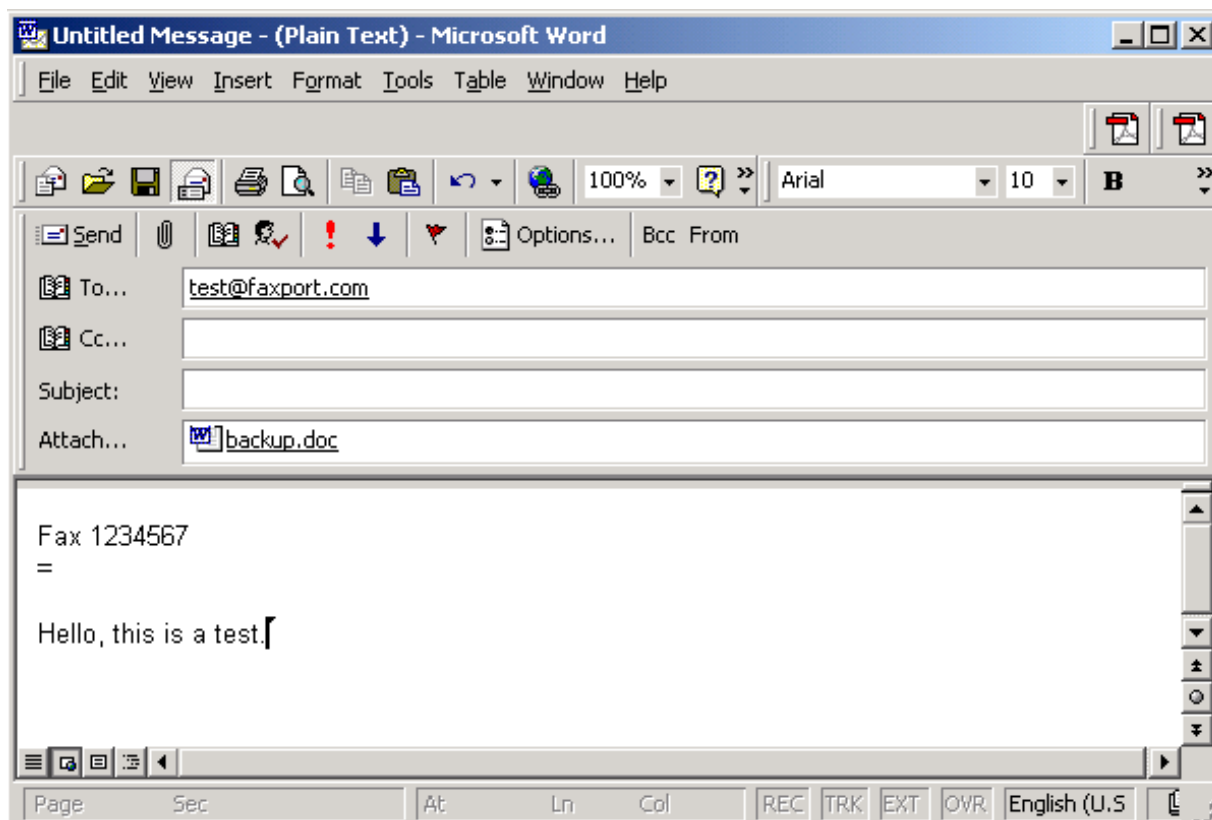 Untitled Message - (Plain Text) - Microsoft Word
File Edit View Insert Format Tools Table Window Help
100% Arial 10 B
Send Options... Bcc From
To... test@faxport.com
Cc...
Subject:
Attach... backup.doc
Fax 1234567
=
Hello, this is a test.
Page Sec At Ln Col REC TRK EXT OVR English (U.S